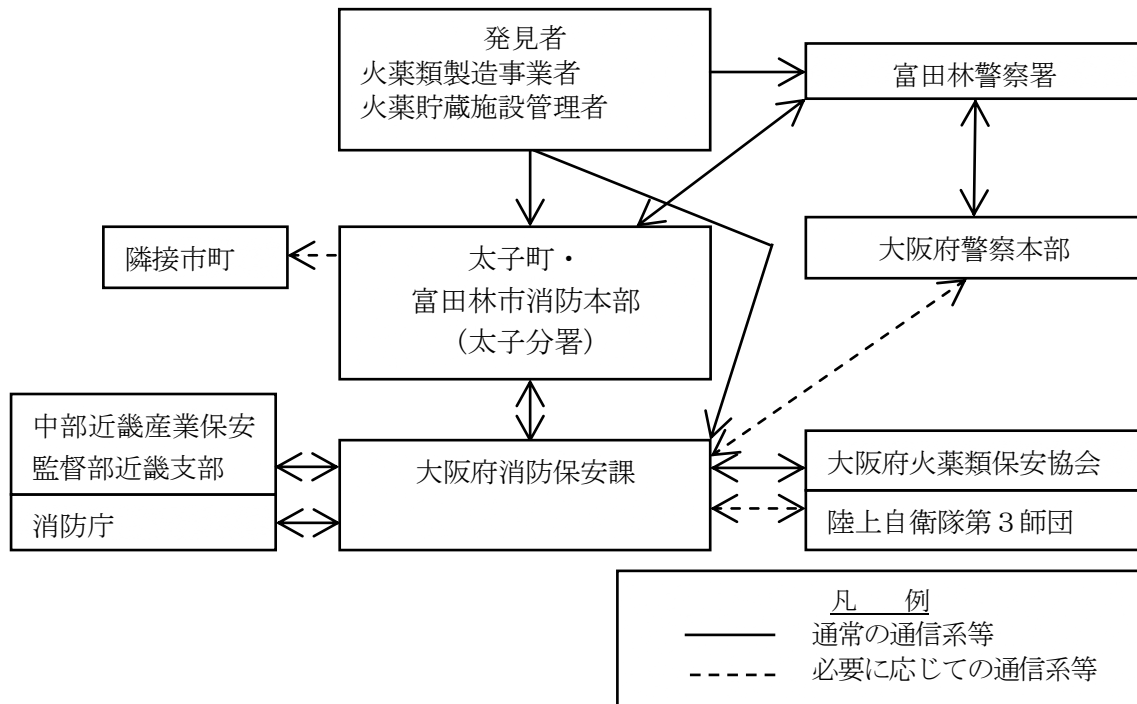 発見者
火薬類製造事業者
火薬貯蔵施設管理者
富田林警察署
隣接市町
太子町・
富田林市消防本部
（太子分署）
大阪府警察本部
中部近畿産業保安
監督部近畿支部
消防庁
大阪府消防保安課
大阪府火薬類保安協会
陸上自衛隊第３師団
凡　例
通常の通信系等
必要に応じての通信系等